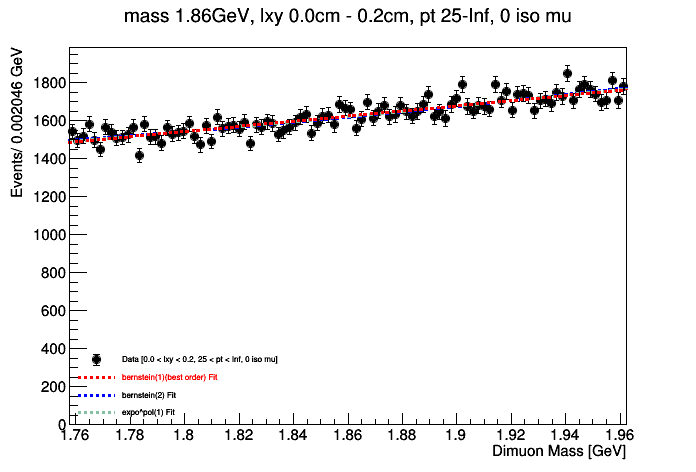 mass 1.86GeV, lxy 0.0cm - 0.2cm, pt 25-Inf, 0 iso mu
Events/ 0.002046 GeV
1800
1600
1400
1200
1000
800
600
400
200
0
Data [0.0 < lxy < 0.2, 25 < pt < Inf, 0 iso mu]
bernstein(1)(best order) Fit
bernstein(2) Fit
expo^pol(1) Fit
1.76 1.78 1.8 1.82 1.84 1.86 1.88 1.9 1.92 1.94 1.96
Dimuon Mass [GeV]